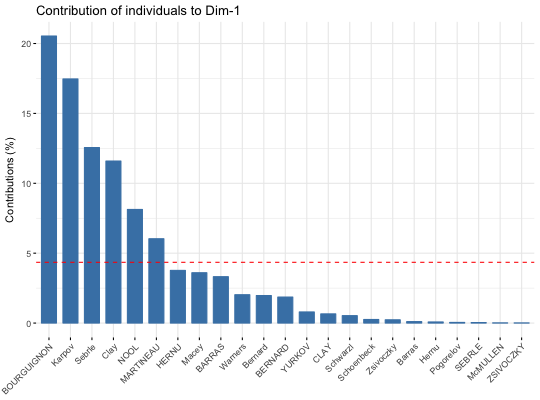 Contribution of individuals to Dim-1
Contributions (%)
20
15
10
5
0
BOURGUIGNON
Karpov
Sebrle
Clay
NOOL
MARTINEAU
HERNU
Macey
BARRAS
Warners
Bernard
BERNARD
YURKOV
CLAY
Schwarzl
Schoenbeck
Zsivoczky
Barras
Hernu
Pogorelov
SEBRLE
McMULLEN
ZSIVOCZKY